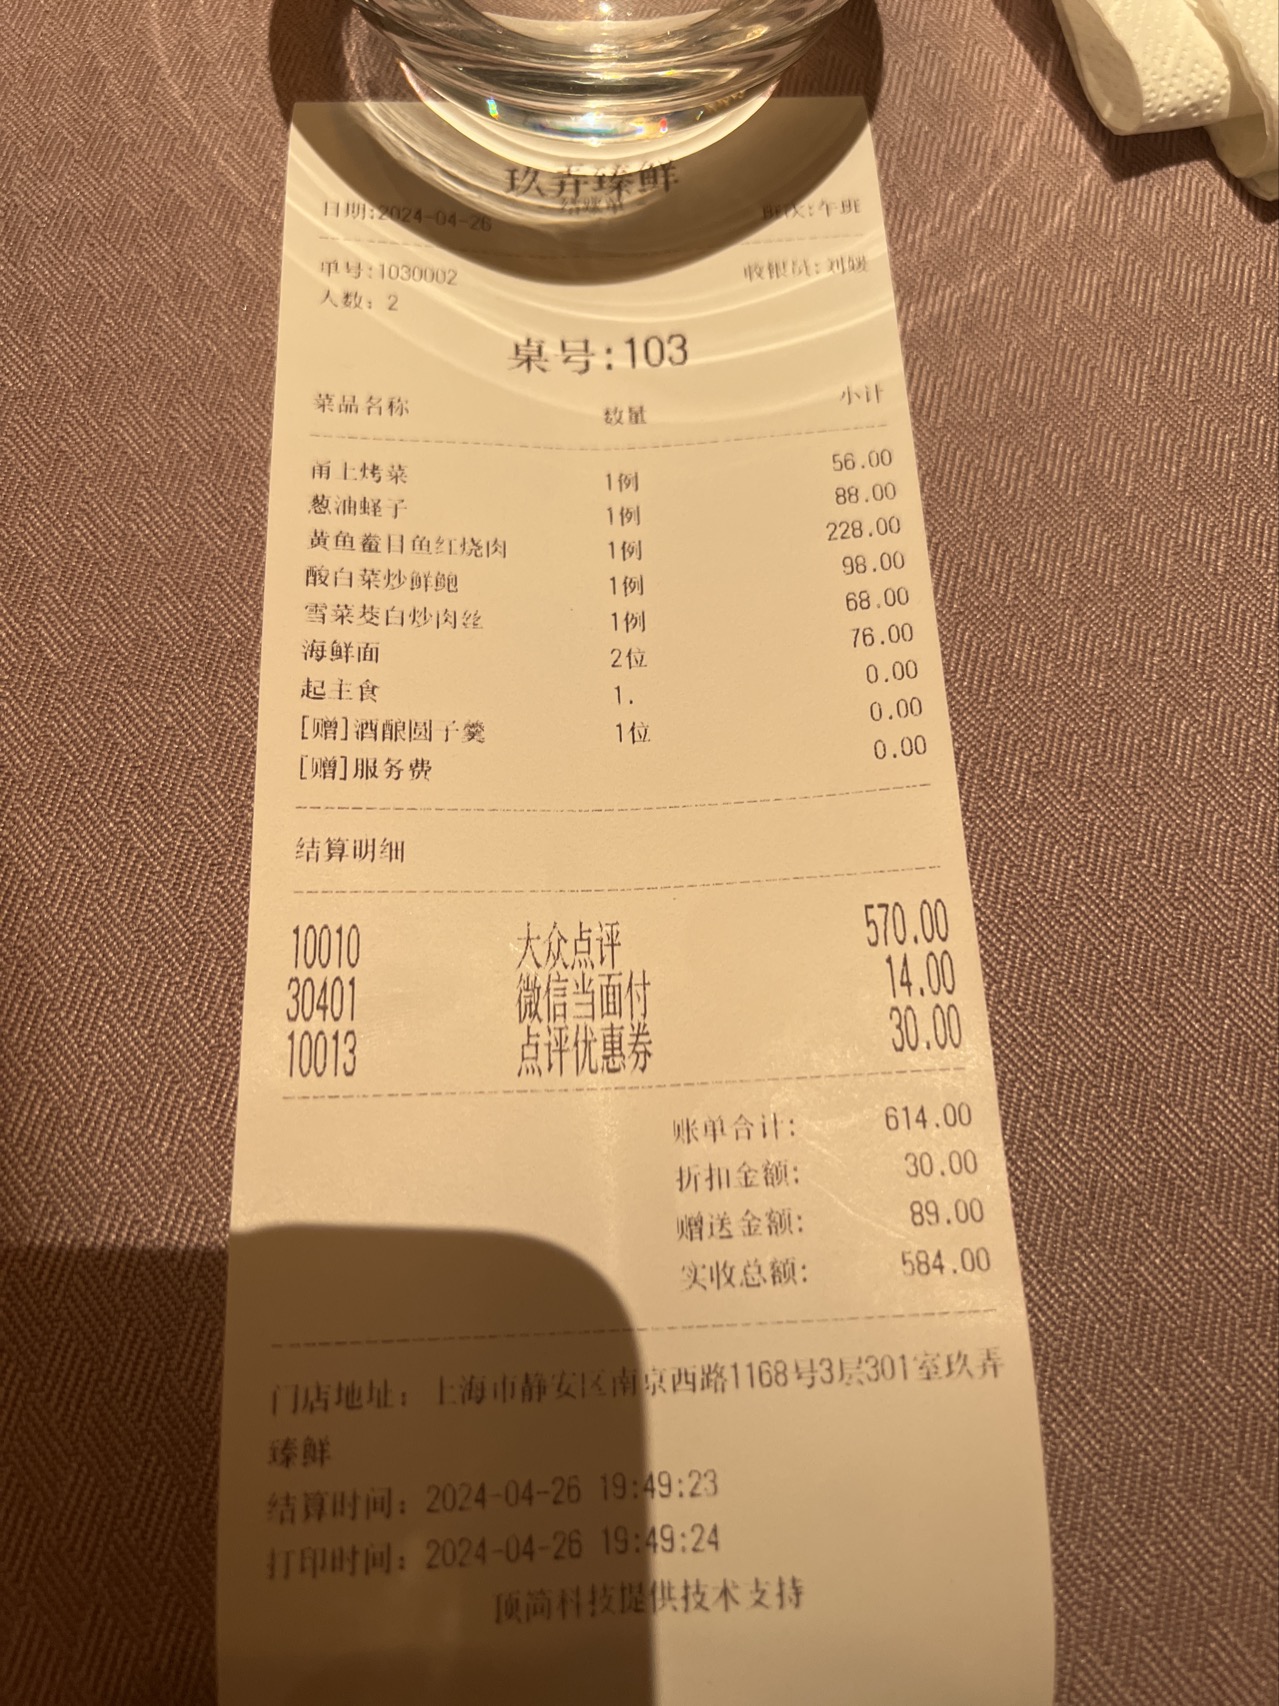 玖弄臻鲜
结账单
日期:2024-04-26 班次:午班
单号:1030002 收银员:刘媛
人数: 2
桌号:103
菜品名称 数量 小计
甬上烤菜 1例 56.00
葱油蛏子 1例 88.00
黄鱼鲞目鱼红烧肉 1例 228.00
酸白菜炒鲜鲍 1例 98.00
雪菜茭白炒肉丝 1例 68.00
海鲜面 2位 76.00
起主食 1. 0.00
[赠]酒酿圆子羹 1位 0.00
[赠]服务费 0.00
结算明细
10010 大众点评 570.00
30401 微信当面付 14.00
10013 点评优惠券 30.00
账单合计: 614.00
折扣金额: 30.00
赠送金额: 89.00
实收总额: 584.00
门店地址: 上海市静安区南京西路1168号3层301室玖弄
臻鲜
结算时间: 2024-04-26 19:49:23
打印时间: 2024-04-26 19:49:24
顶简科技提供技术支持